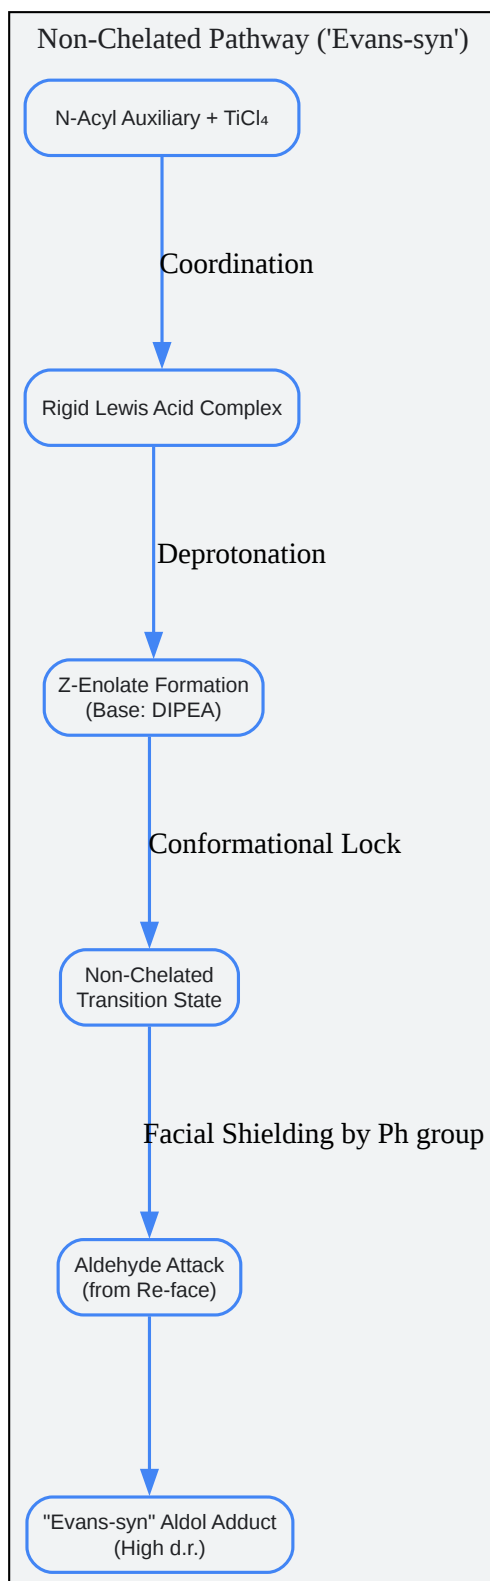 Non-Chelated Pathway ('Evans-syn')
N-Acyl Auxiliary + TiCl₄
Coordination
Rigid Lewis Acid Complex
Deprotonation
Z-Enolate Formation
(Base: DIPEA)
Conformational Lock
Non-Chelated
Transition State
Facial Shielding by Ph group
Aldehyde Attack
(from Re-face)
"Evans-syn" Aldol Adduct
(High d.r.)